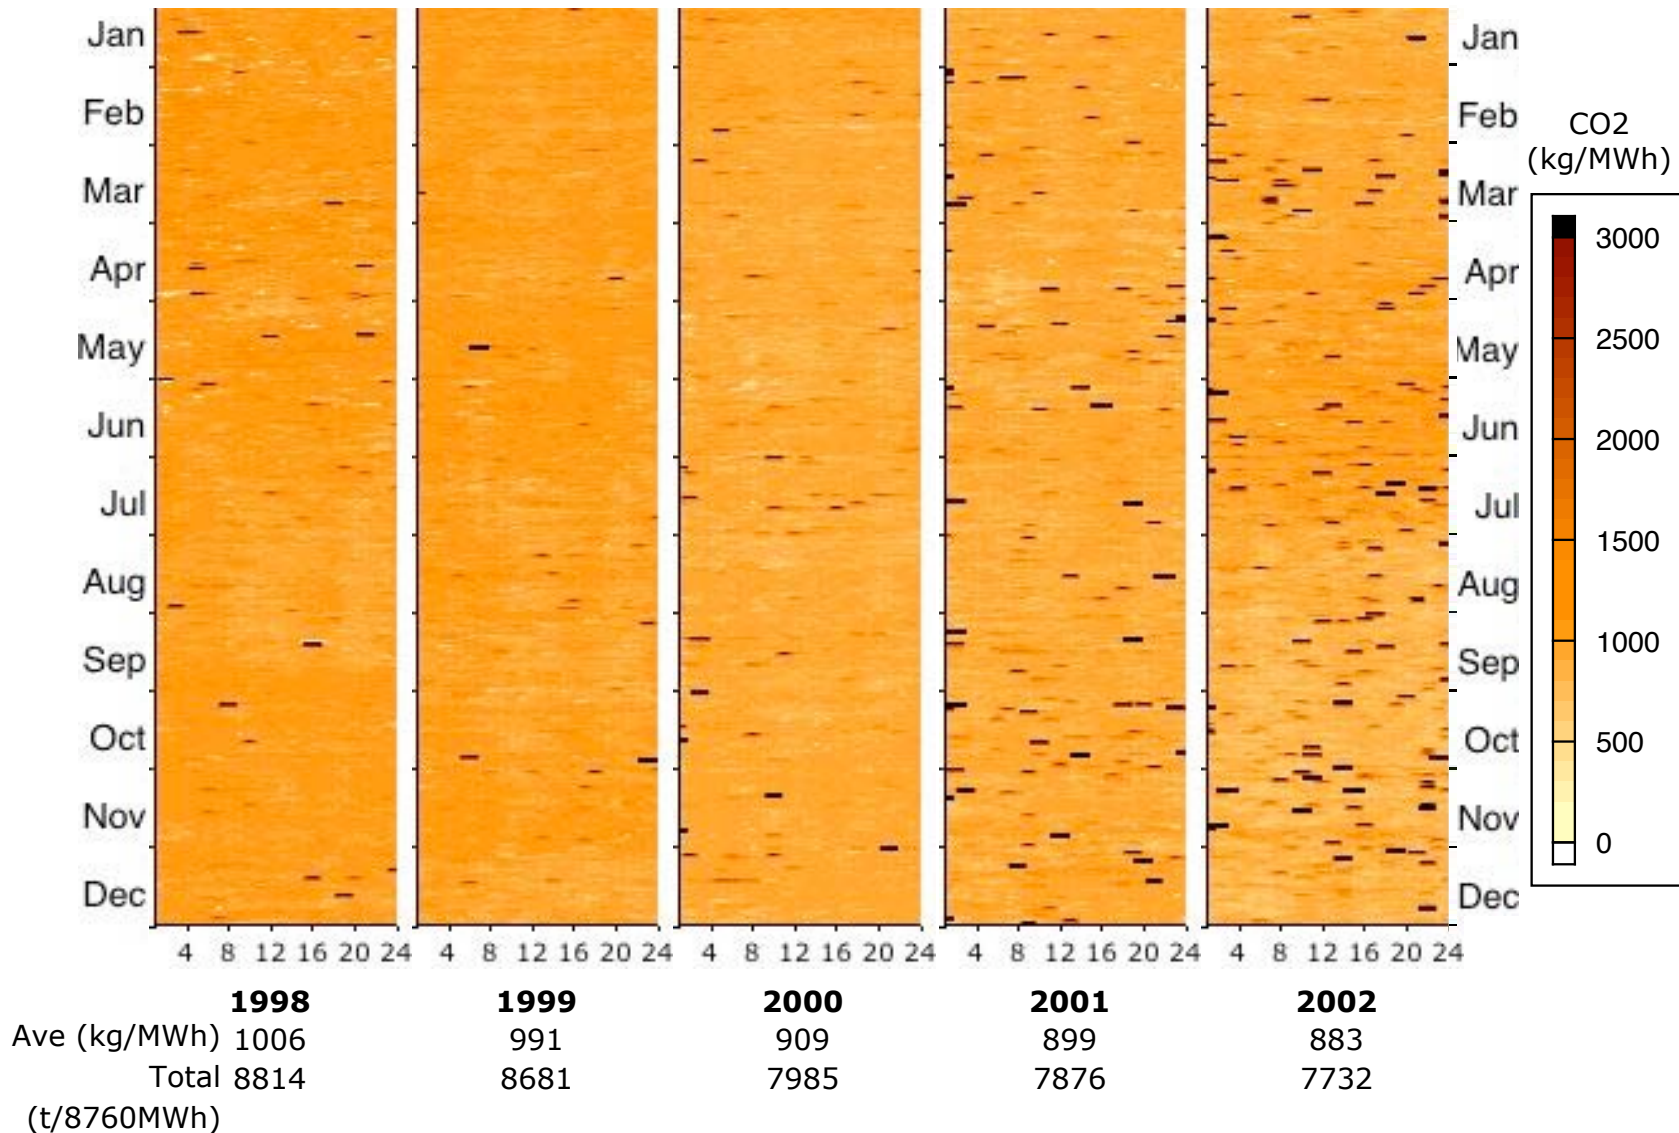 Jan
Feb
Mar
Apr
May
Jun
Jul
Aug
Sep
Oct
Nov
Dec
4 8 12 16 20 24
4 8 12 16 20 24
4 8 12 16 20 24
4 8 12 16 20 24
4 8 12 16 20 24
Jan
Feb
Mar
Apr
May
Jun
Jul
Aug
Sep
Oct
Nov
Dec
CO2
(kg/MWh)
3000
2500
2000
1500
1000
500
0
1998 1999 2000 2001 2002
Ave (kg/MWh) 1006 991 909 899 883
Total 8814 8681 7985 7876 7732
(t/8760MWh)